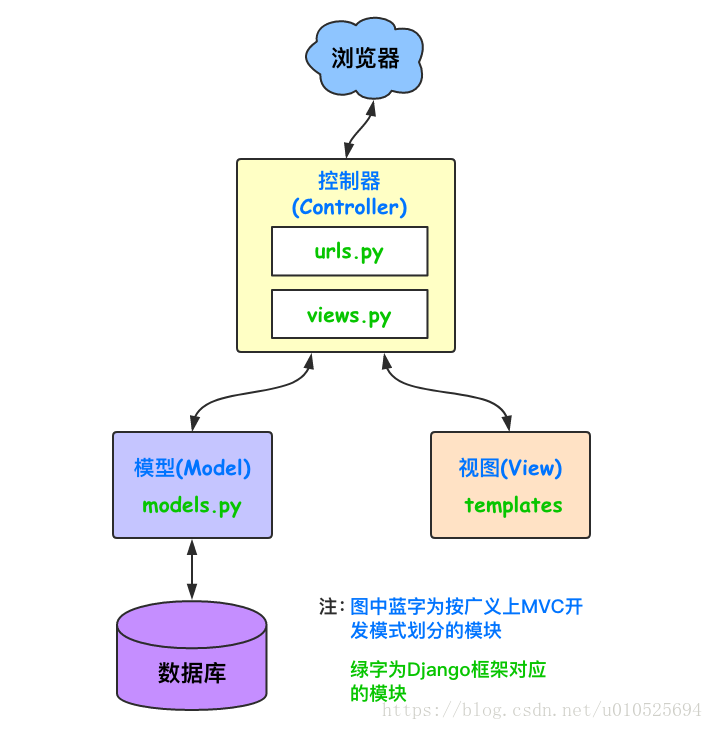 浏览器
控制器
(Controller)
urls.py
views.py
模型(Model)
models.py
视图(View)
templates
数据库
注：图中蓝字为按广义上MVC开
发模式划分的模块
绿字为Django框架对应
的模块
https://blog.csdn.net/u010525694